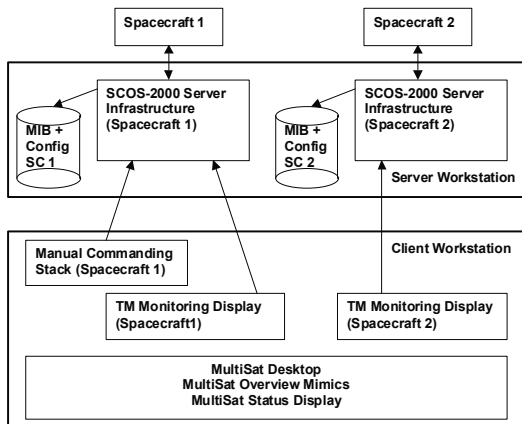 Spacecraft 1
Spacecraft 2
SCOS-2000 Server
Infrastructure
(Spacecraft 1)
MIB +
Config
SC 1
SCOS-2000 Server
Infrastructure
(Spacecraft 2)
MIB +
Config
SC 2
Server Workstation
Client Workstation
Manual Commanding
Stack (Spacecraft 1)
TM Monitoring Display
(Spacecraft1)
TM Monitoring Display
(Spacecraft 2)
MultiSat Desktop
MultiSat Overview Mimics
MultiSat Status Display